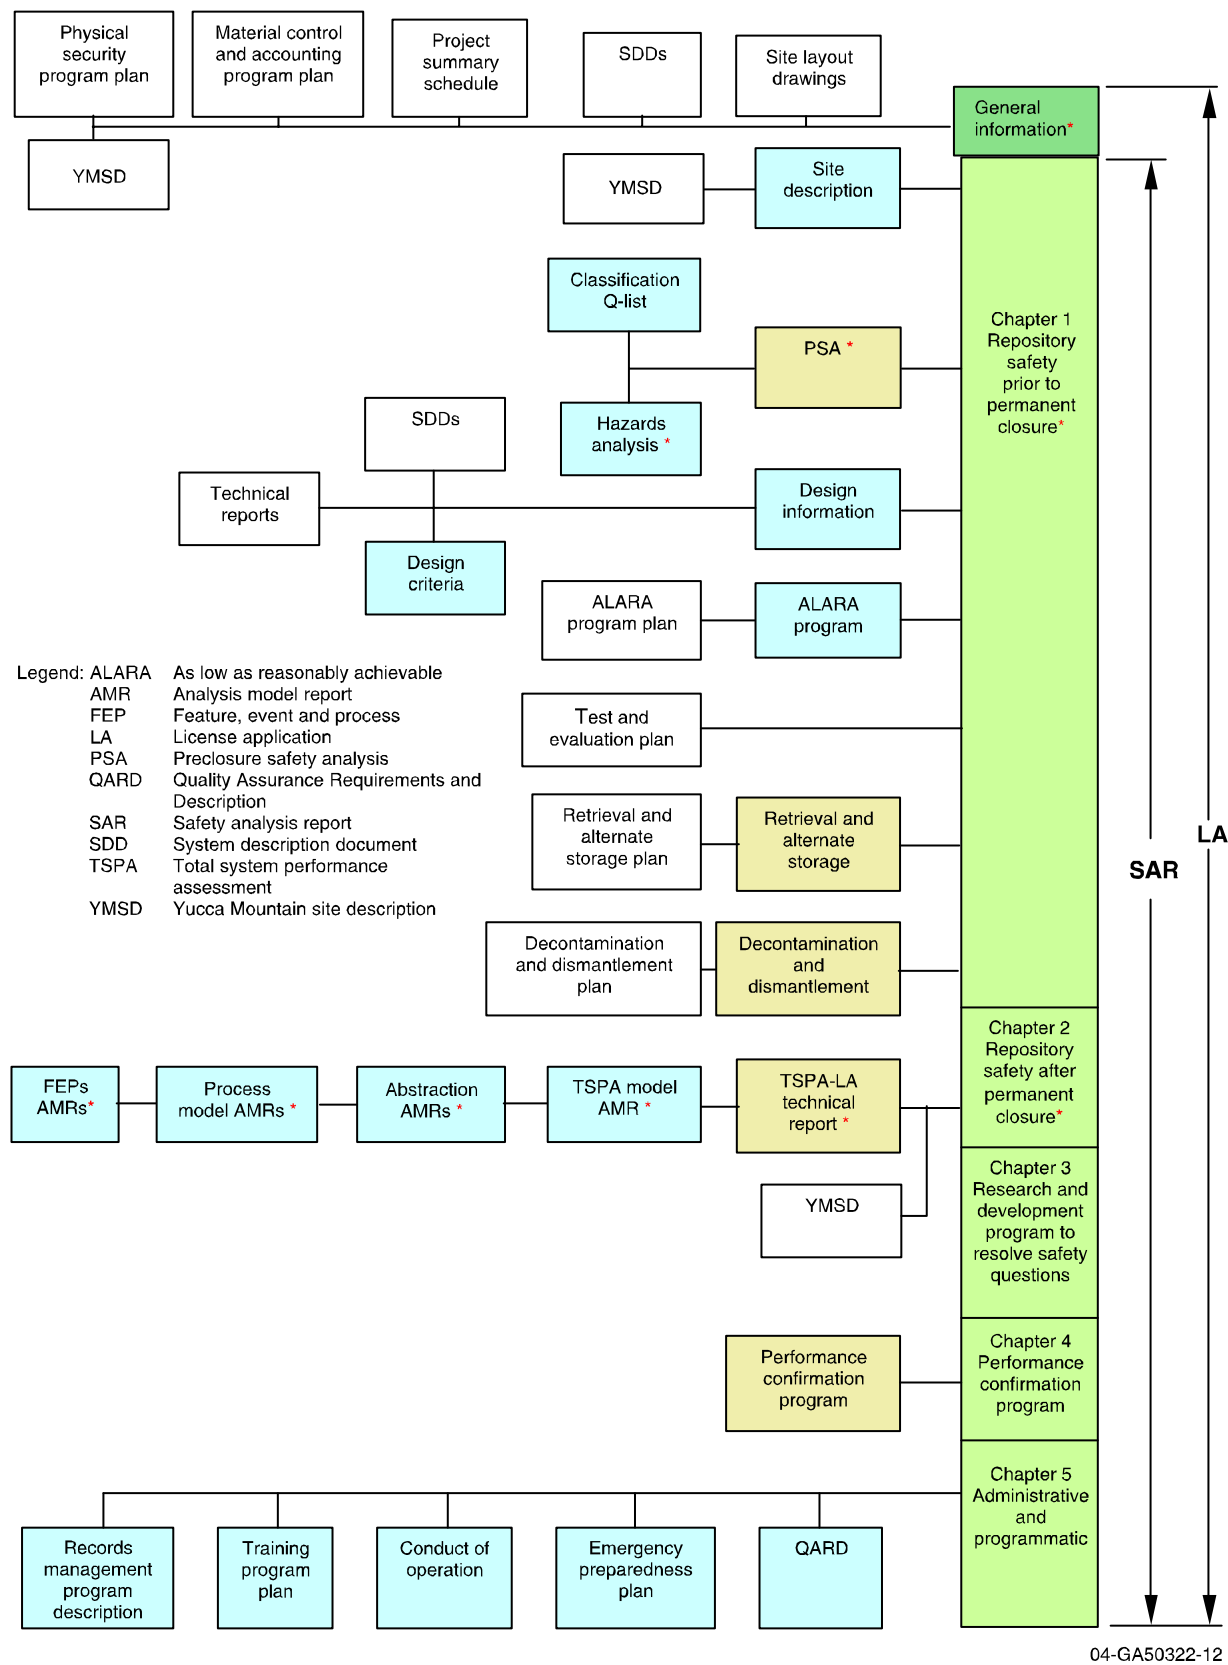 Physical
security
program plan
Material control
and accounting
program plan
Project
summary
schedule
SDDs
Site layout
drawings
General
information*
YMSD
YMSD
Site
description
Classification
Q-list
PSA *
Hazards
analysis *
Chapter 1
Repository
safety
prior to
permanent
closure*
SDDs
Technical
reports
Design
criteria
Design
information
ALARA
program plan
ALARA
program
Legend: ALARA As low as reasonably achievable
AMR Analysis model report
FEP Feature, event and process
LA License application
PSA Preclosure safety analysis
QARD Quality Assurance Requirements and
Description
SAR Safety analysis report
SDD System description document
TSPA Total system performance
assessment
YMSD Yucca Mountain site description
Test and
evaluation plan
Retrieval and
alternate
storage plan
Retrieval and
alternate
storage
LA
SAR
Decontamination
and dismantlement
plan
Decontamination
and
dismantlement
FEPs
AMRs*
Process
model AMRs *
Abstraction
AMRs *
TSPA model
AMR *
TSPA-LA
technical
report *
Chapter 2
Repository
safety after
permanent
closure*
YMSD
Chapter 3
Research and
development
program to
resolve safety
questions
Performance
confirmation
program
Chapter 4
Performance
confirmation
program
Chapter 5
Administrative
and
programmatic
Records
management
program
description
Training
program
plan
Conduct of
operation
Emergency
preparedness
plan
QARD
04-GA50322-12